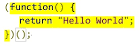 (function() {
return "Hello World";
})();